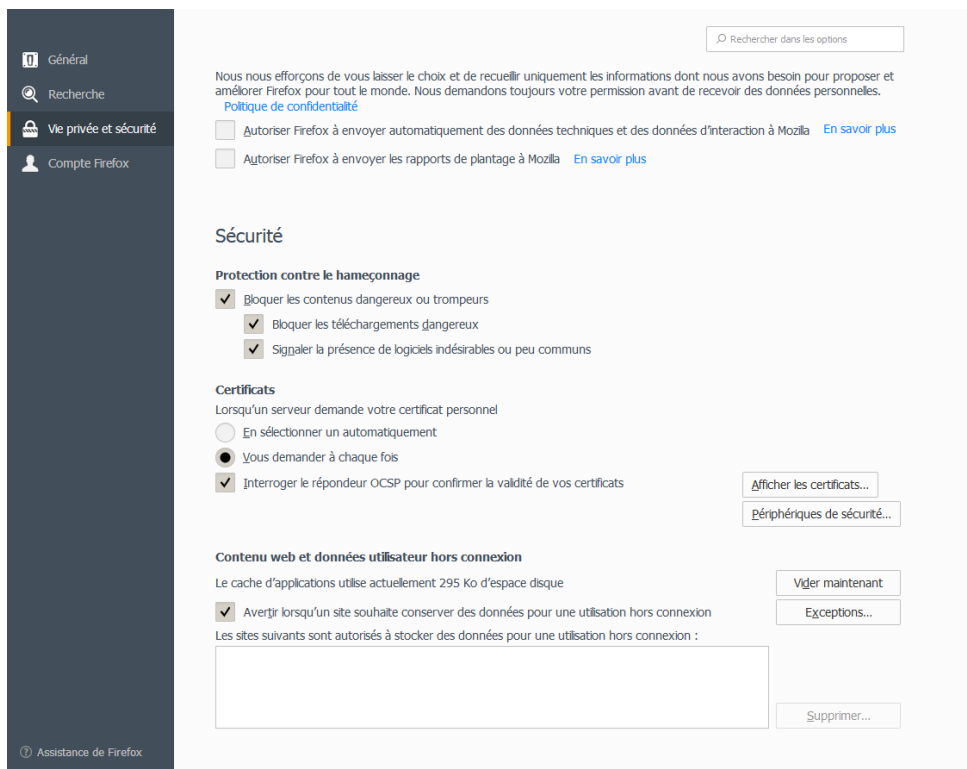 Rechercher dans les options
Général
Recherche
Vie privée et sécurité
Compte Firefox
Nous nous efforçons de vous laisser le choix et de recueillir uniquement les informations dont nous avons besoin pour proposer et
améliorer Firefox pour tout le monde. Nous demandons toujours votre permission avant de recevoir des données personnelles.
Politique de confidentialité
Autoriser Firefox à envoyer automatiquement des données techniques et des données d'interaction à Mozilla En savoir plus
Autoriser Firefox à envoyer les rapports de plantage à Mozilla En savoir plus
Sécurité
Protection contre le hameçonnage
Bloquer les contenus dangereux ou trompeurs
Bloquer les téléchargements dangereux
Signaler la présence de logiciels indésirables ou peu communs
Certificats
Lorsqu'un serveur demande votre certificat personnel
En sélectionner un automatiquement
Vous demander à chaque fois
Interroger le répondeur OCSP pour confirmer la validité de vos certificats
Afficher les certificats...
Périphériques de sécurité...
Contenu web et données utilisateur hors connexion
Le cache d'applications utilise actuellement 295 Ko d'espace disque
Vider maintenant
Avertir lorsqu'un site souhaite conserver des données pour une utilisation hors connexion
Exceptions...
Les sites suivants sont autorisés à stocker des données pour une utilisation hors connexion :
Supprimer...
Assistance de Firefox